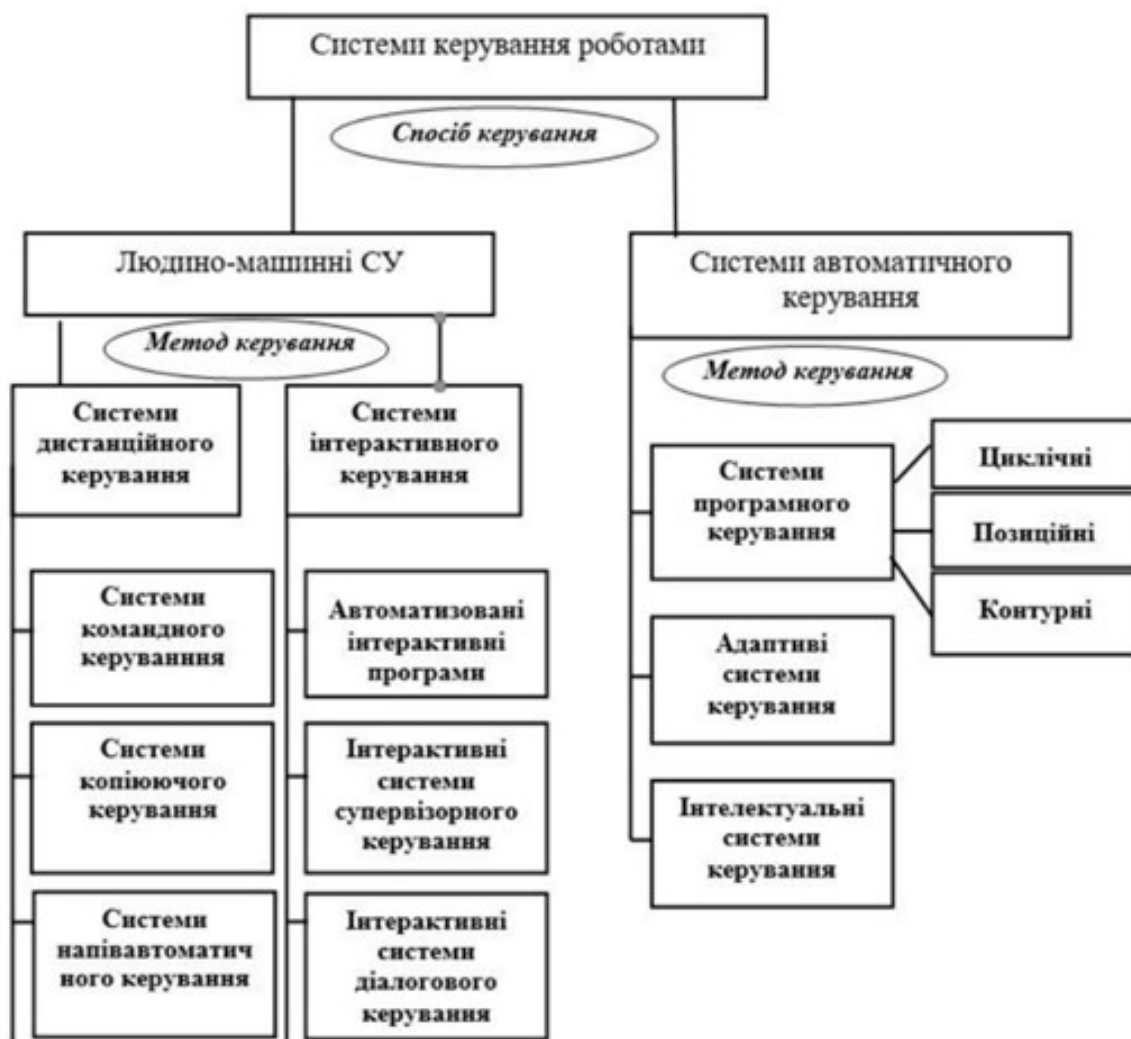 Системи керування роботами
Спосіб керування
Людино-машинні СУ
Метод керування
Системи
дистанційного
керування
Системи
командного
керуванння
Системи
копіюючого
керування
Системи
напівавтоматич
ного керування
Системи
інтерактивного
керування
Автоматизовані
інтерактивні
програми
Інтерактивні
системи
супервізорного
керування
Інтерактивні
системи
діалогового
керування
Системи автоматичного
керування
Метод керування
Системи
програмного
керування
Циклічні
Позиційні
Контурні
Адаптиві
системи
керування
Інтелектуальні
системи
керування